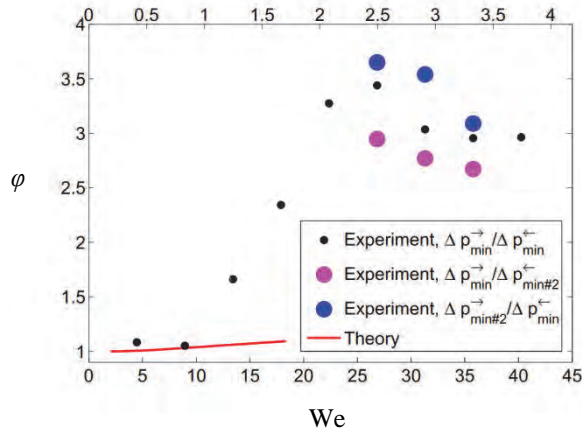 0 0.5 1 1.5 2 2.5 3 3.5 4
4
3.5
3
φ
2.5
2
1.5
1
Experiment, Δ p→min/Δ p←min
Experiment, Δ p→min/Δ p←min#2
Experiment, Δ p→min#2/Δ p←min
Theory
0 5 10 15 20 25 30 35 40 45
We